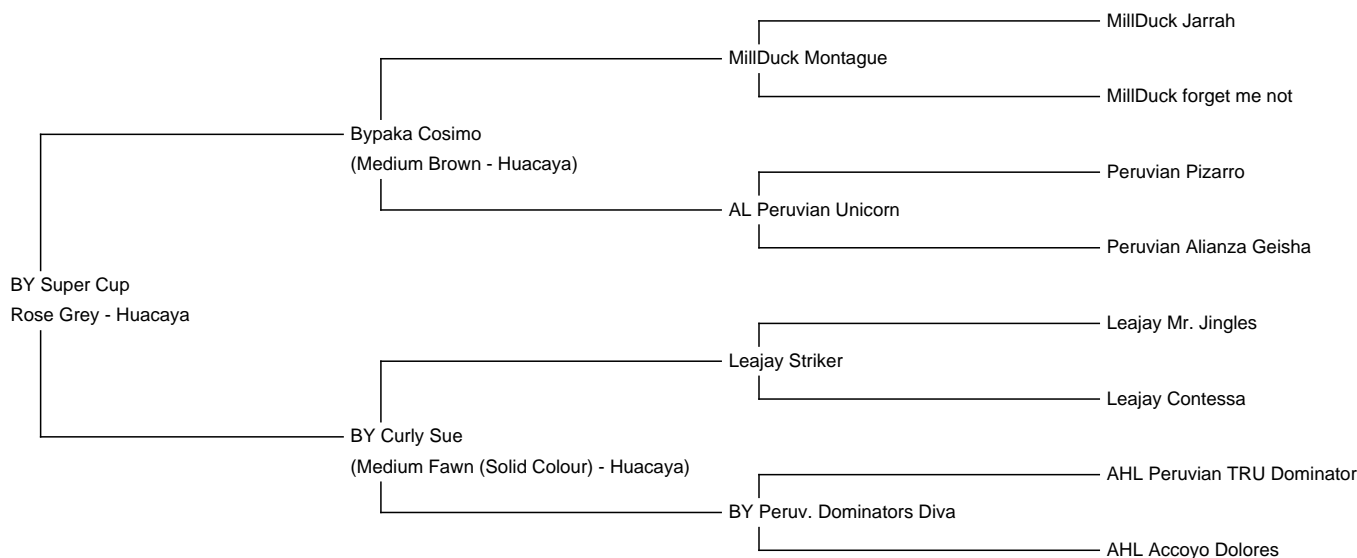 MillDuck Jarrah
MillDuck Montague
MillDuck forget me not
Bypaka Cosimo
(Medium Brown - Huacaya)
Peruvian Pizarro
AL Peruvian Unicorn
Peruvian Alianza Geisha
BY Super Cup
Rose Grey - Huacaya
Leajay Mr. Jingles
Leajay Striker
Leajay Contessa
BY Curly Sue
(Medium Fawn (Solid Colour) - Huacaya)
AHL Peruvian TRU Dominator
BY Peruv. Dominators Diva
AHL Accoyo Dolores